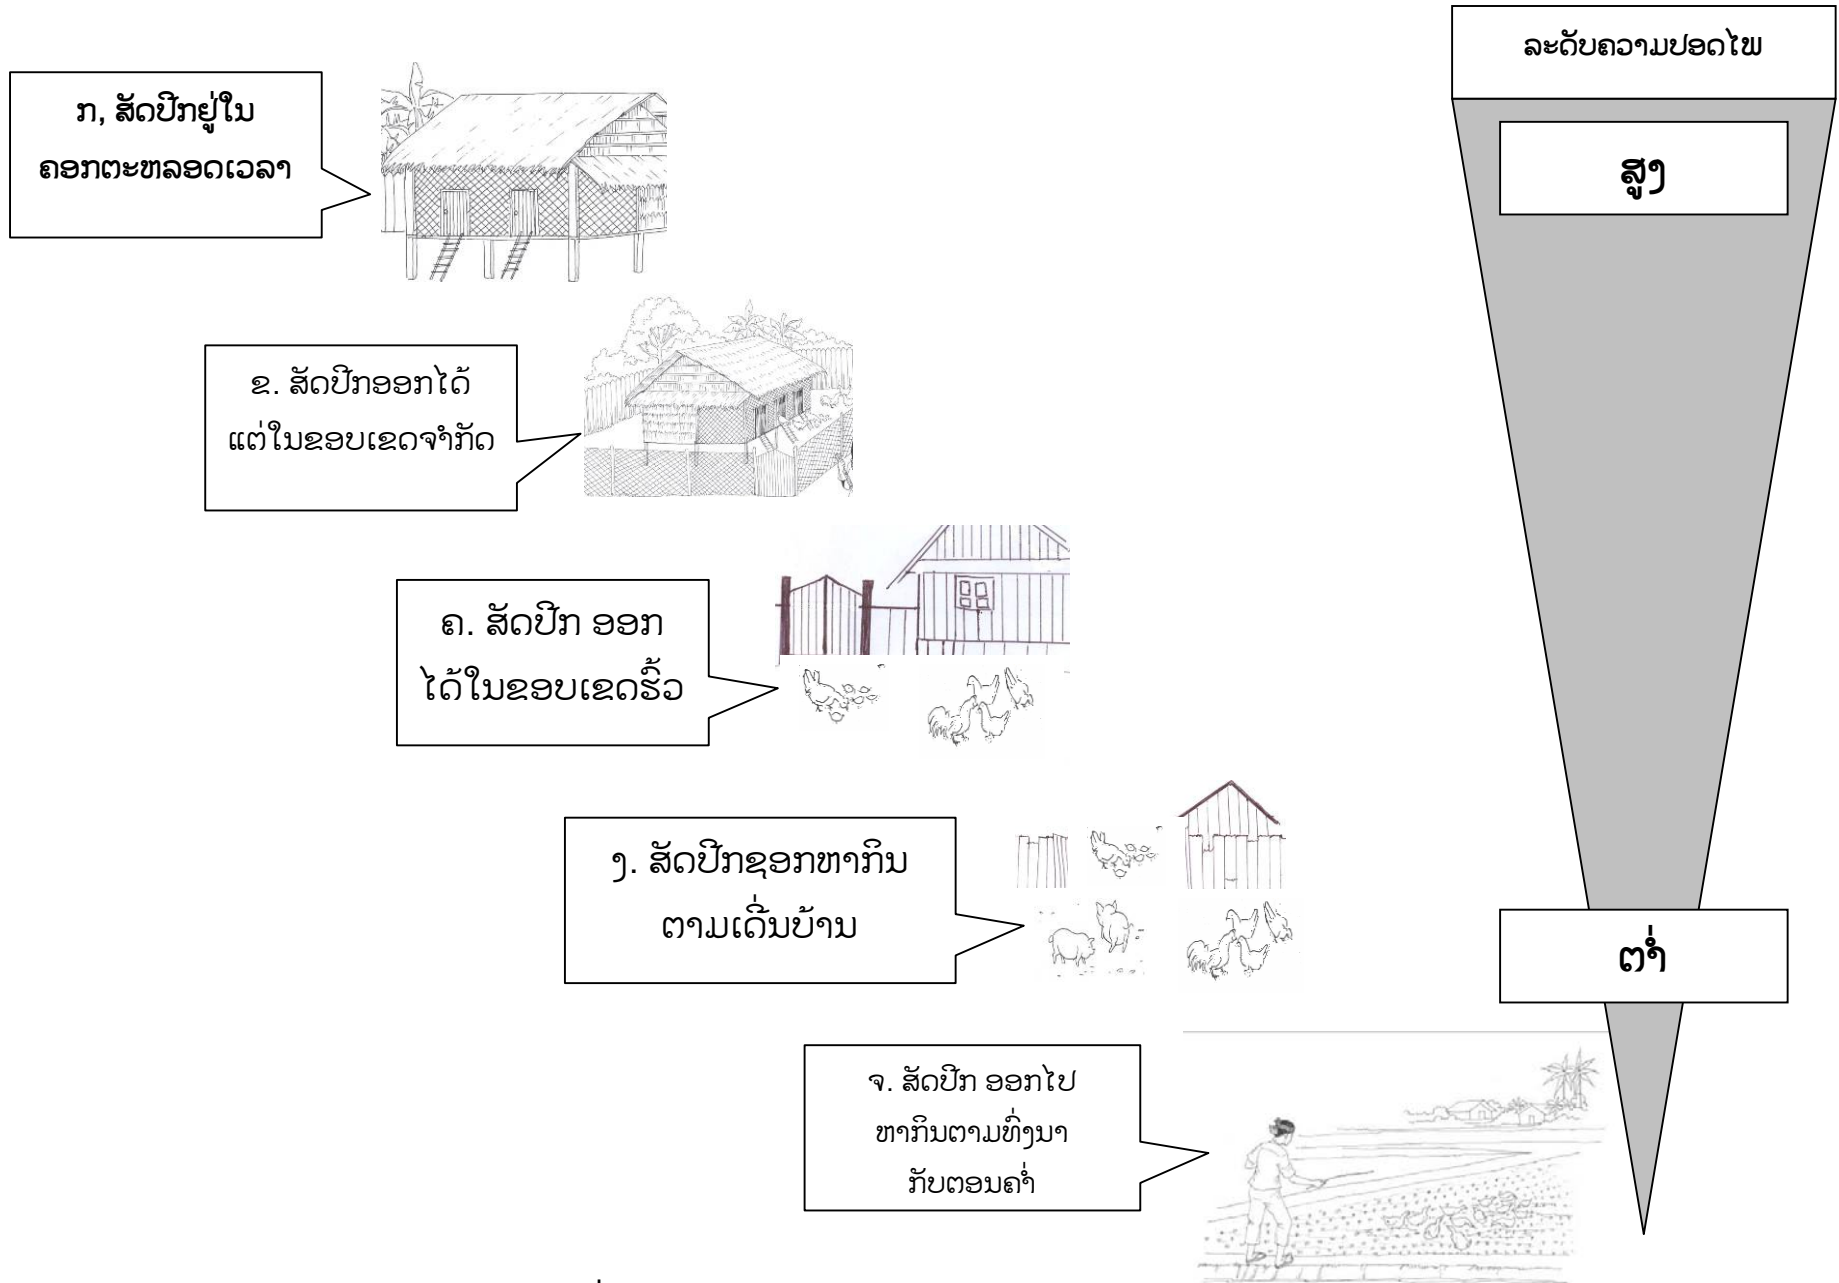 ລະດັບຄວາມປອດໄພ
ສູງ
ກ, ສັດປີກຢູ່ໃນ
ຄອກຕະຫລອດເວລາ
ຂ. ສັດປີກອອກໄດ້
ແຕ່ໃນຂອບເຂດຈຳກັດ
ຄ. ສັດປີກ ອອກ
ໄດ້ໃນຂອບເຂດຮົ້ວ
ງ. ສັດປີກຊອກຫາກິນ
ຕາມເດີ່ນບ້ານ
ຕ່ຳ
ຈ. ສັດປີກ ອອກໄປ
ຫາກິນຕາມທົ່ງນາ
ກັບຕອນຄ່ຳ